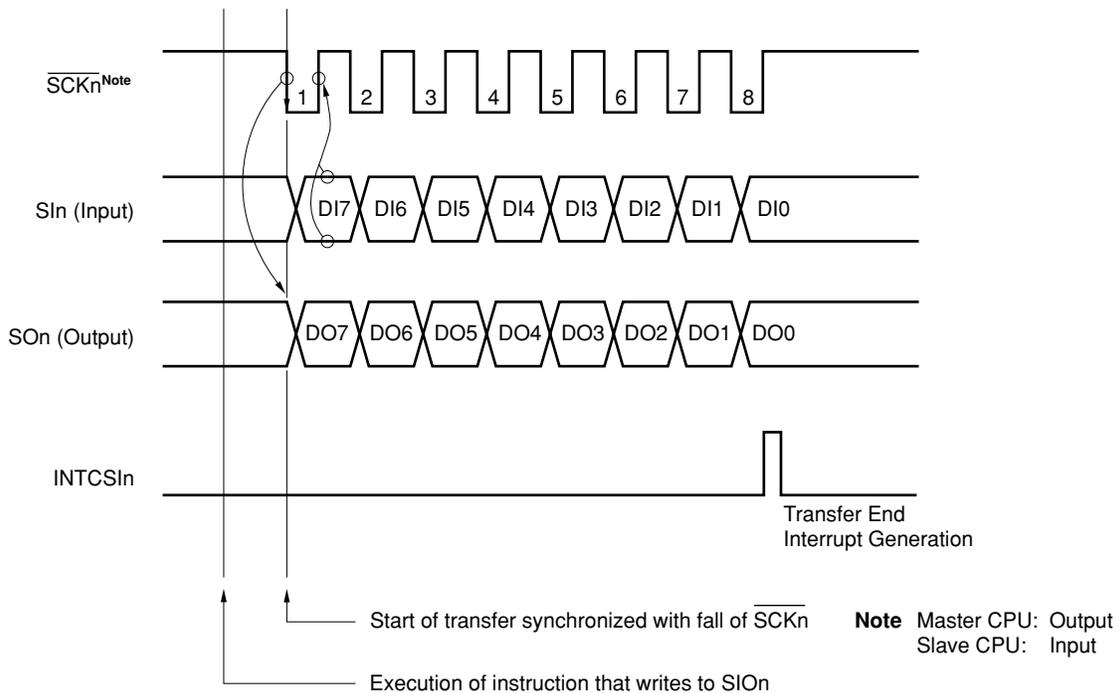 SCKn Note
1 2 3 4 5 6 7 8
SIn (Input)
DI7 DI6 DI5 DI4 DI3 DI2 DI1 DI0
SOn (Output)
DO7 DO6 DO5 DO4 DO3 DO2 DO1 DO0
INTCSIn
Transfer End
Interrupt Generation
Start of transfer synchronized with fall of SCKn
Note Master CPU: Output
Slave CPU: Input
Execution of instruction that writes to SIOn